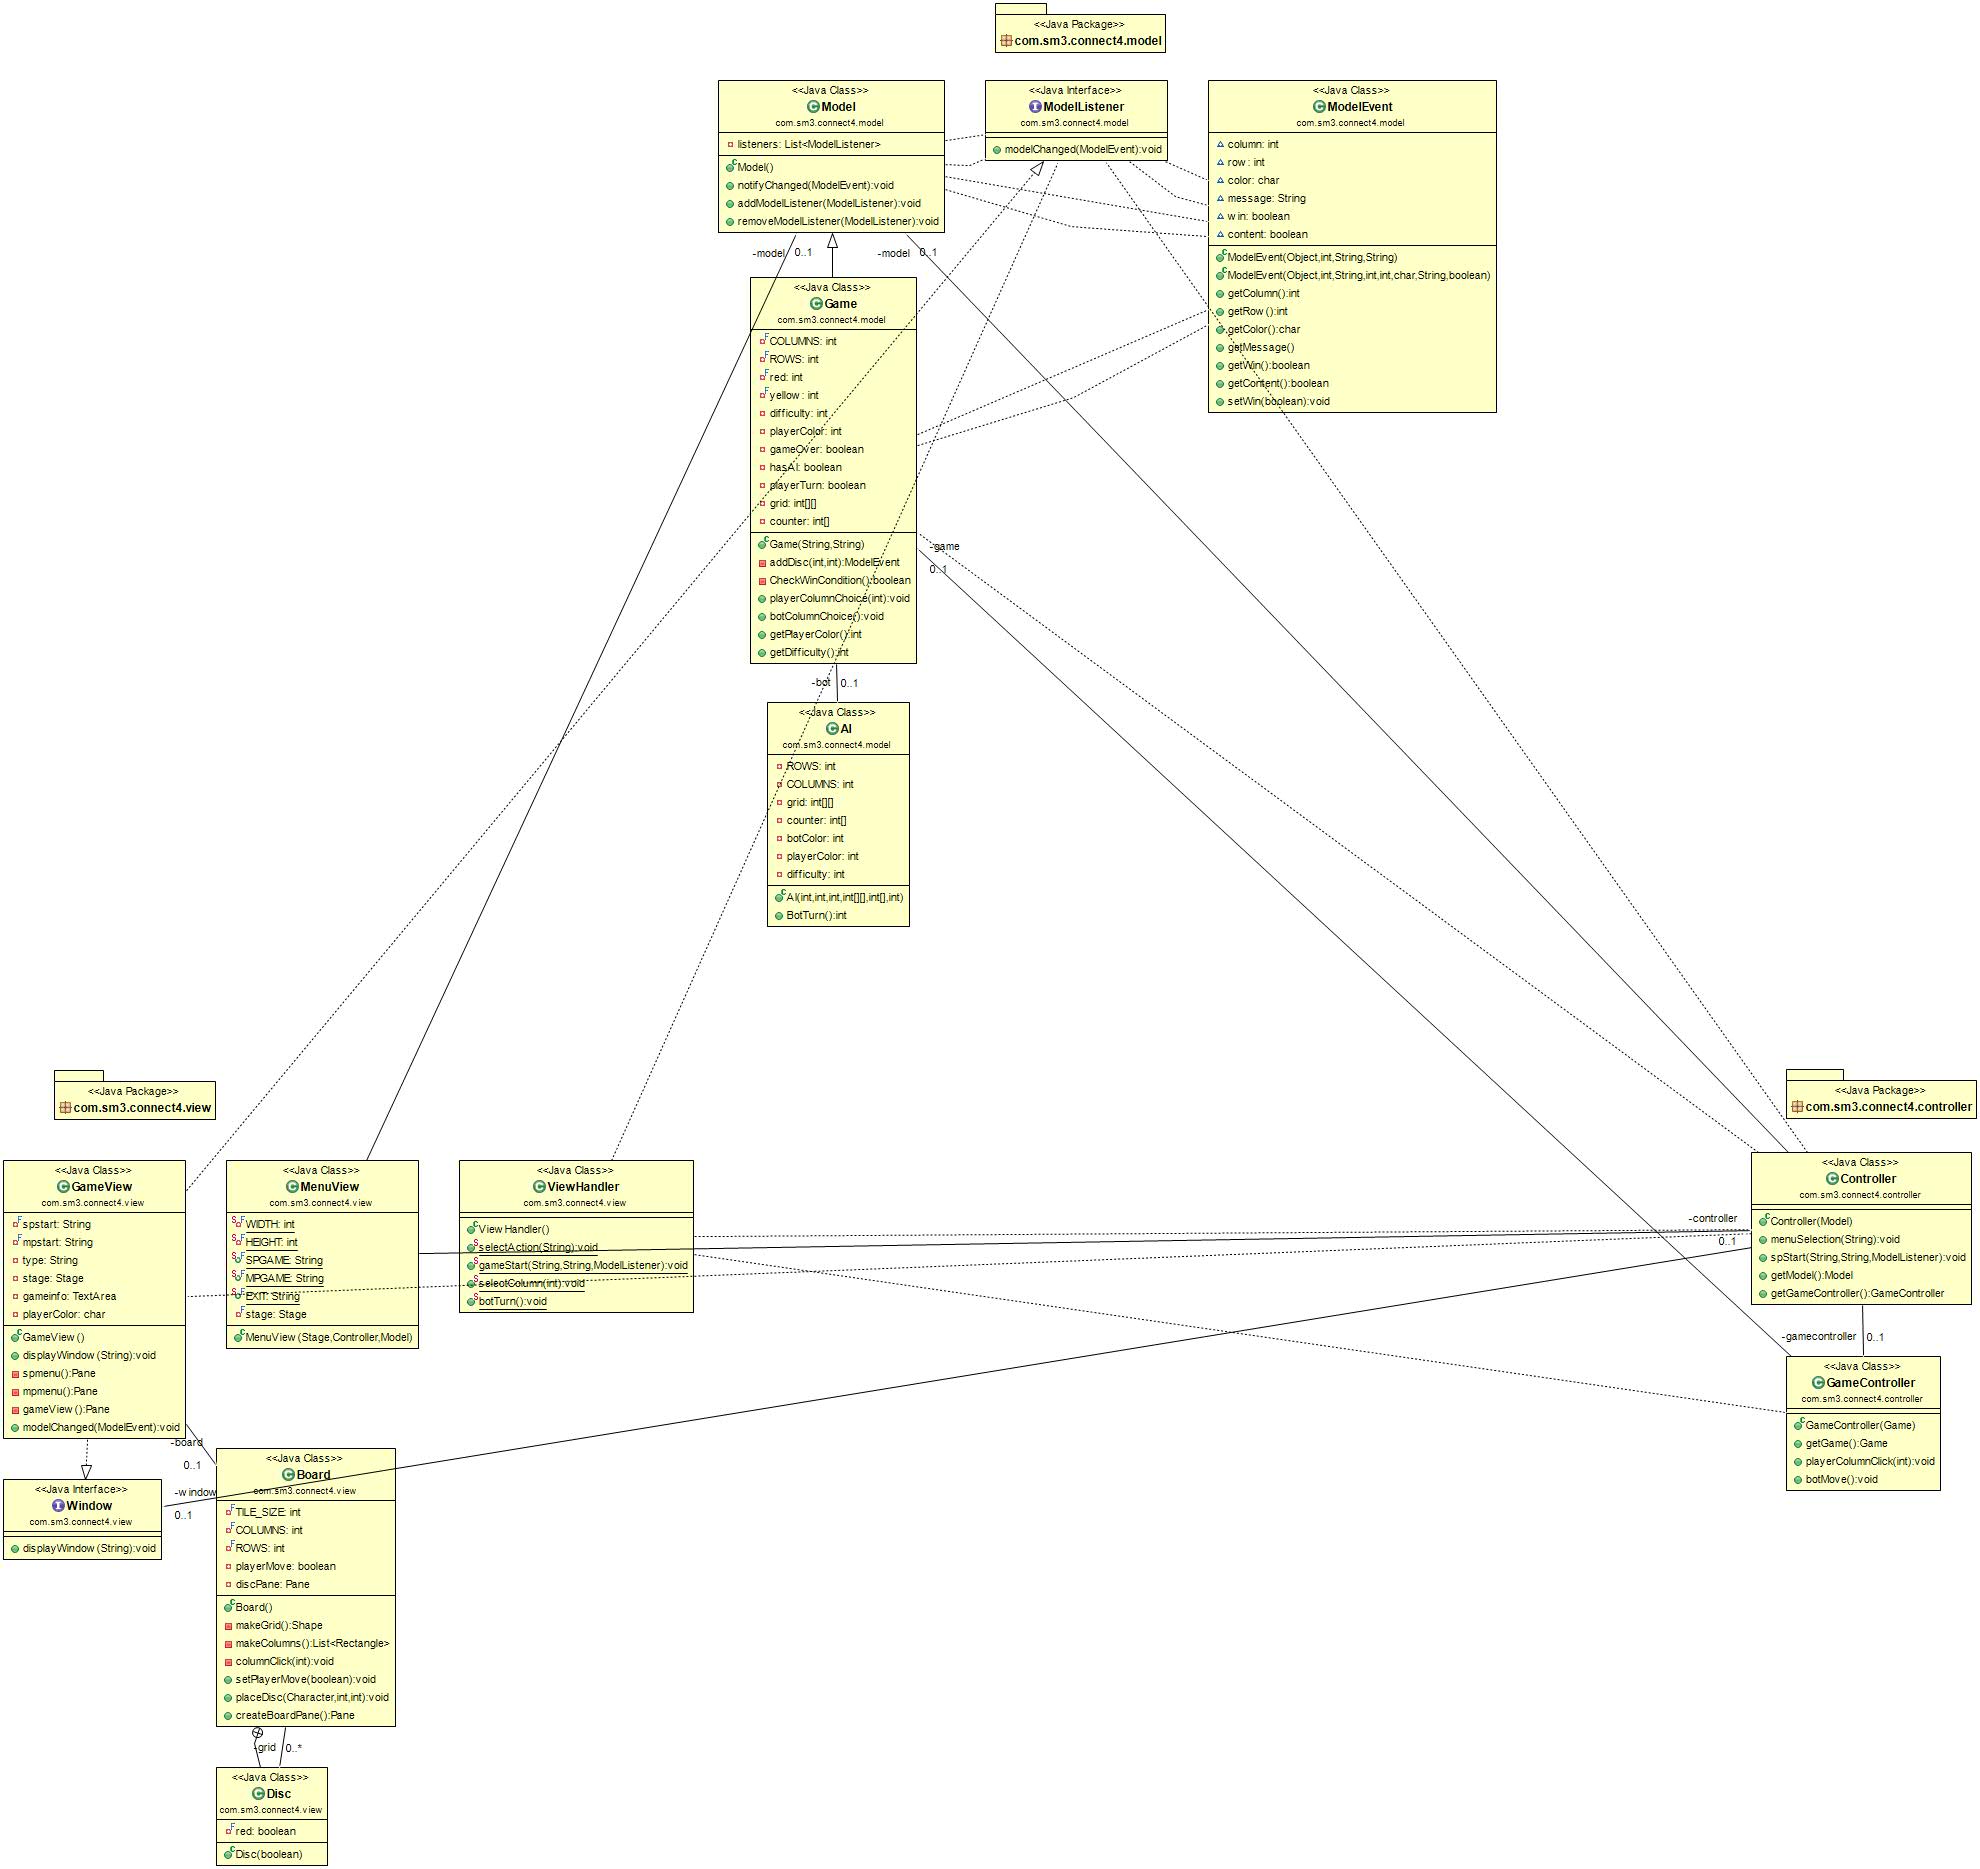 <<Java Package>>
com.sm3.connect4.model
<<Java Class>>
Model
com.sm3.connect4.model
listeners: List<ModelListener>
Model()
notifyChanged(ModelEvent):void
addModelListener(ModelListener):void
removeModelListener(ModelListener):void
<<Java Interface>>
ModelListener
com.sm3.connect4.model
modelChanged(ModelEvent):void
<<Java Class>>
ModelEvent
com.sm3.connect4.model
column: int
row: int
color: char
message: String
win: boolean
content: boolean
ModelEvent(Object,int,String,String)
ModelEvent(Object,int,String,int,int,char,String,boolean)
getColumn():int
getRow():int
getColor():char
getMessage()
getWin():boolean
getContent():boolean
setWin(boolean):void
-model 0..1
-model 0..1
<<Java Class>>
Game
com.sm3.connect4.model
COLUMNS: int
ROWS: int
red: int
yellow: int
difficulty: int
playerColor: int
gameOver: boolean
hasAI: boolean
playerTurn: boolean
grid: int[][]
counter: int[]
Game(String,String)
addDisc(int,int):ModelEvent
CheckWinCondition():boolean
playerColumnChoice(int):void
botColumnChoice():void
getPlayerColor():int
getDifficulty():int
-game
0..1
-bot 0..1
<<Java Class>>
AI
com.sm3.connect4.model
ROWS: int
COLUMNS: int
grid: int[][]
counter: int[]
botColor: int
playerColor: int
difficulty: int
AI(int,int,int,int[][],int[],int)
BotTurn():int
<<Java Package>>
com.sm3.connect4.view
<<Java Package>>
com.sm3.connect4.controller
<<Java Class>>
GameView
com.sm3.connect4.view
spstart: String
mpstart: String
type: String
stage: Stage
gameinfo: TextArea
playerColor: char
GameView()
displayWindow(String):void
spmenu():Pane
mpmenu():Pane
gameView():Pane
modelChanged(ModelEvent):void
<<Java Class>>
MenuView
com.sm3.connect4.view
WIDTH: int
HEIGHT: int
SPGAME: String
MPGAME: String
EXIT: String
stage: Stage
MenuView(Stage,Controller,Model)
<<Java Class>>
ViewHandler
com.sm3.connect4.view
ViewHandler()
selectAction(String):void
gameStart(String,String,ModelListener):void
selectColumn(int):void
botTurn():void
-controller
0..1
<<Java Class>>
Controller
com.sm3.connect4.controller
Controller(Model)
menuSelection(String):void
spStart(String,String,ModelListener):void
getModel():Model
getGameController():GameController
-gamecontroller 0..1
<<Java Class>>
GameController
com.sm3.connect4.controller
GameController(Game)
getGame():Game
playerColumnClick(int):void
botMove():void
-board
0..1
<<Java Interface>>
Window
com.sm3.connect4.view
displayWindow(String):void
-window
0..1
<<Java Class>>
Board
com.sm3.connect4.view
TILE_SIZE: int
COLUMNS: int
ROWS: int
playerMove: boolean
discPane: Pane
Board()
makeGrid():Shape
makeColumns():List<Rectangle>
columnClick(int):void
setPlayerMove(boolean):void
placeDisc(Character,int,int):void
createBoardPane():Pane
-grid 0..*
<<Java Class>>
Disc
com.sm3.connect4.view
red: boolean
Disc(boolean)